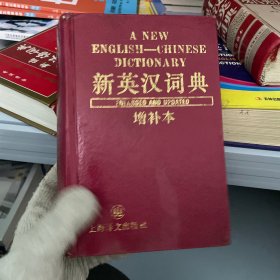 A NEW
ENGLISH—CHINESE
DICTIONARY
新英汉词典
ENLARGED AND UPDATED
增补本
上海译文出版社